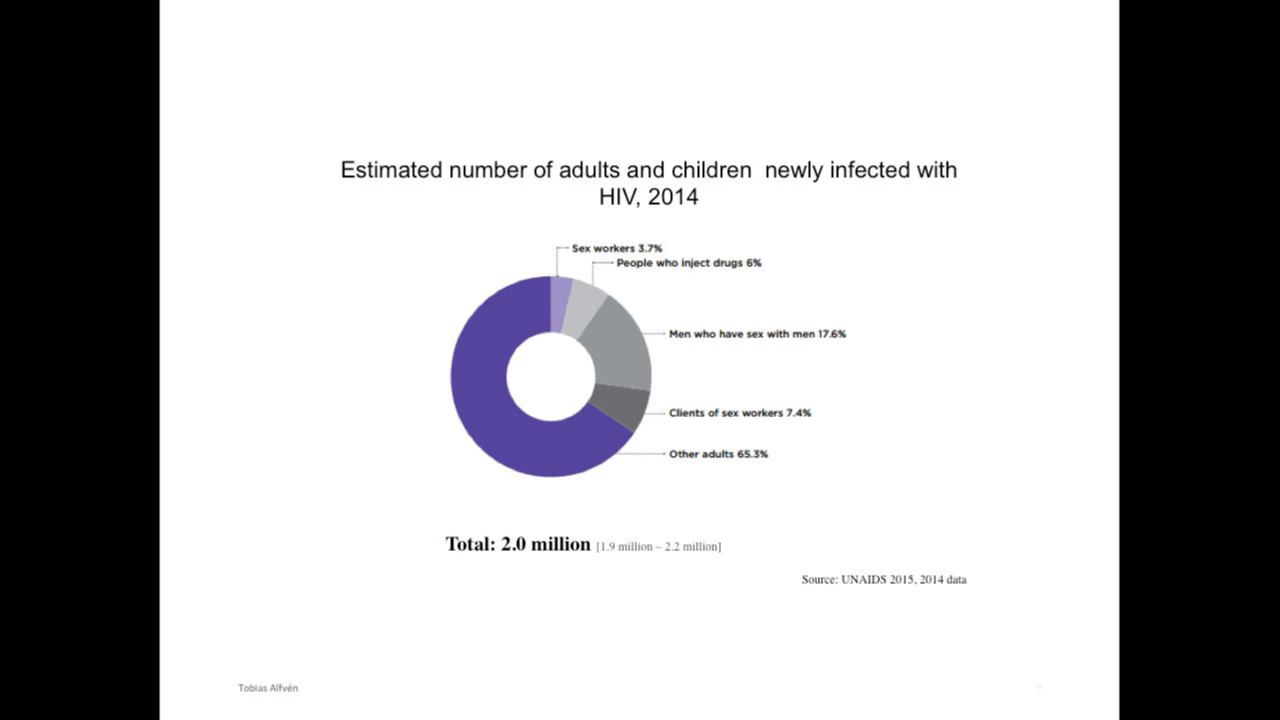 Estimated number of adults and children  newly infected with
HIV, 2014
Sex workers 3.7%
People who inject drugs 6%
Men who have sex with men 17.6%
Clients of sex workers 7.4%
Other adults 65.3%
Total: 2.0 million [1.9 million – 2.2 million]
Source: UNAIDS 2015, 2014 data
Tobias Alfvén